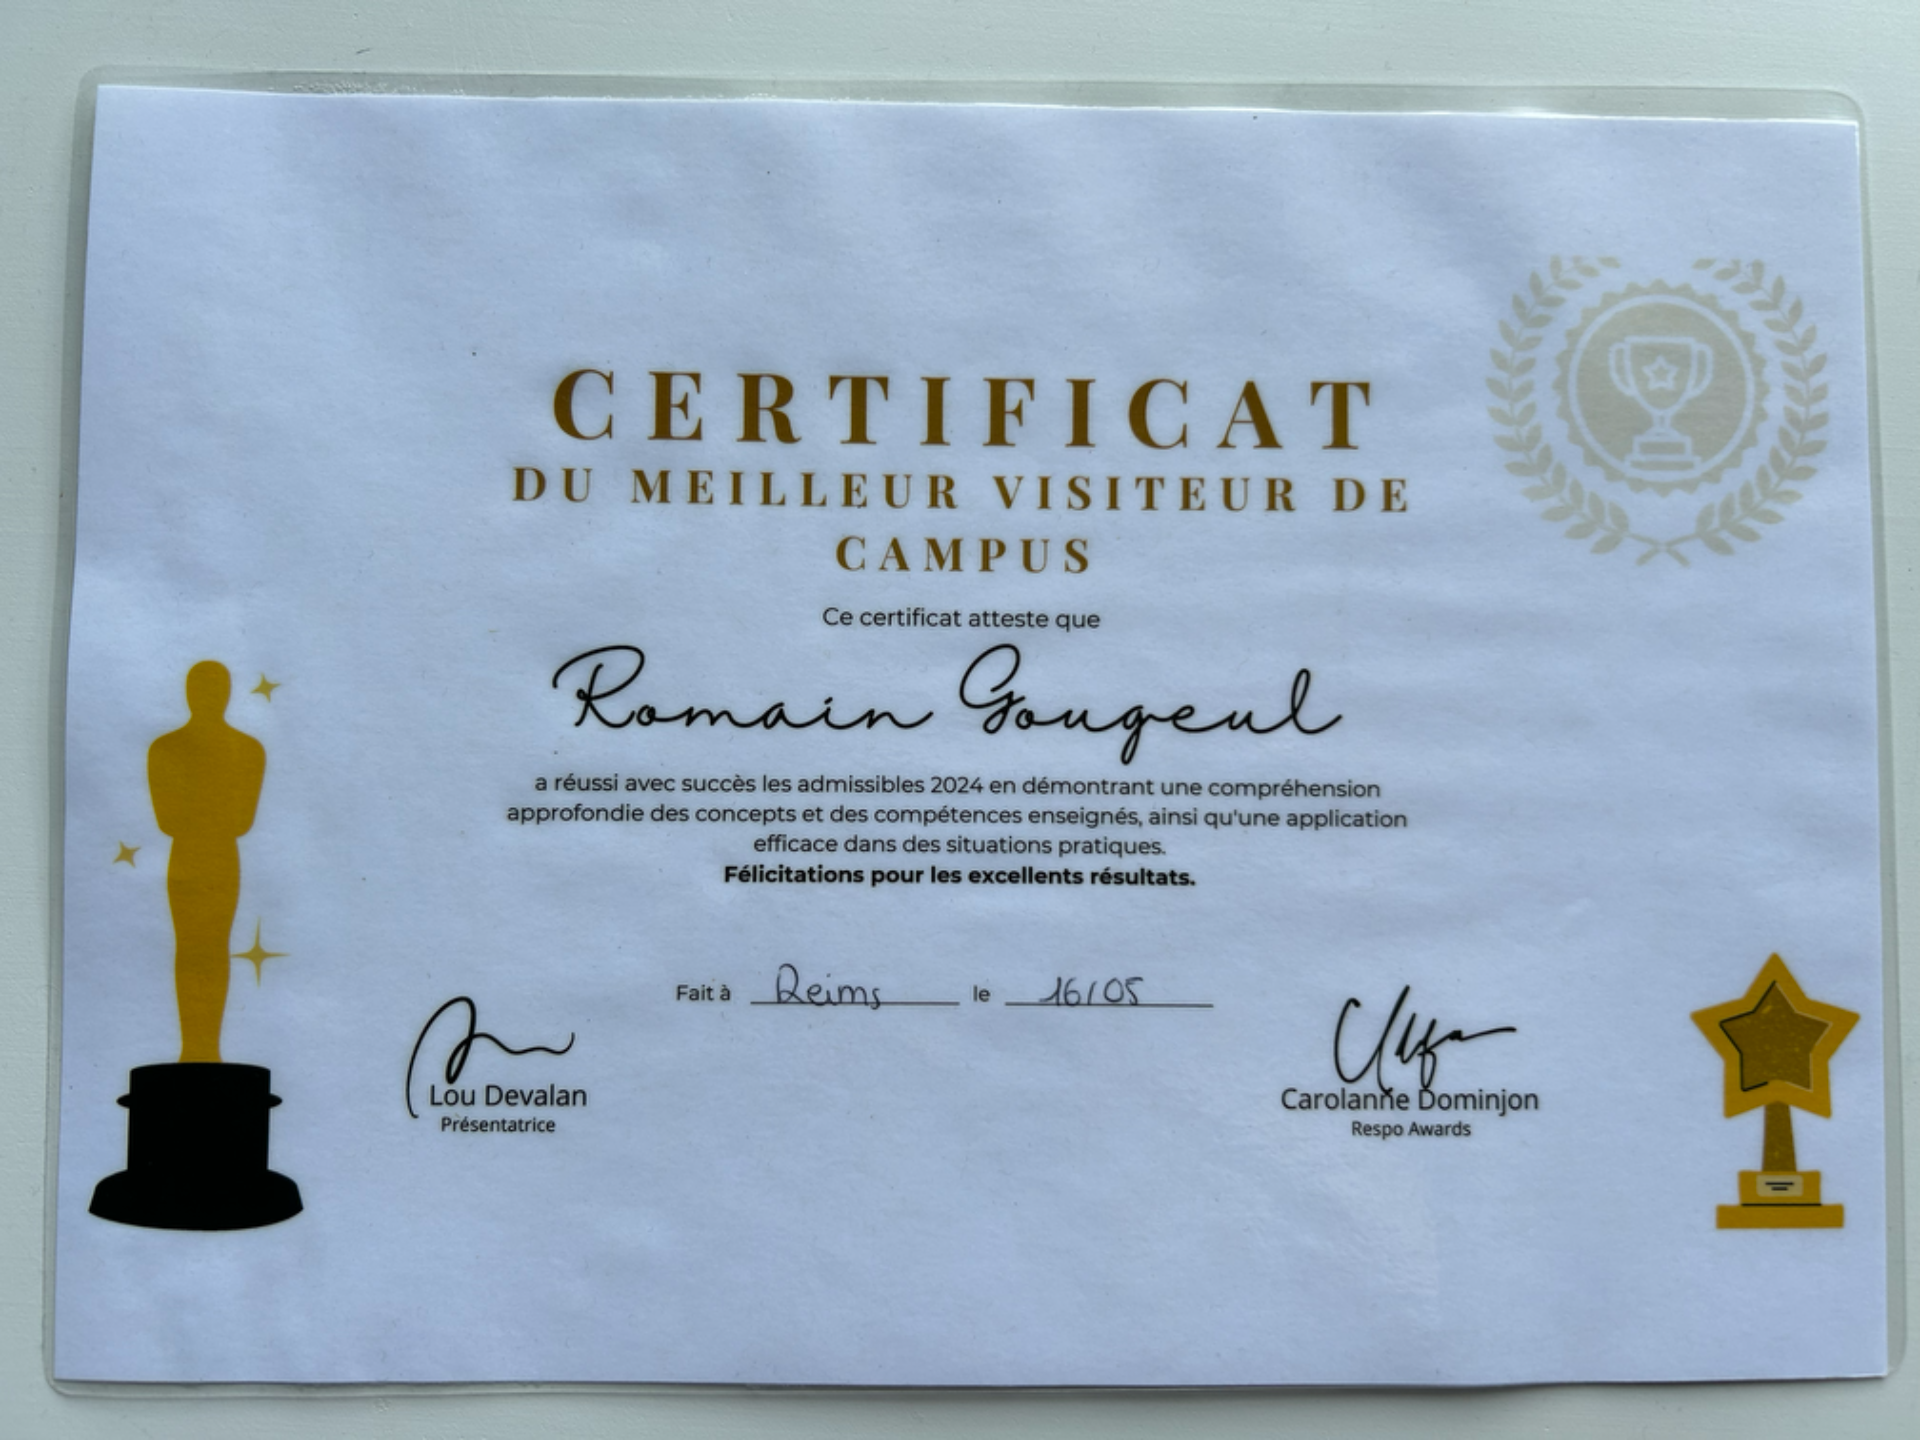 CERTIFICAT
DU MEILLEUR VISITEUR DE
CAMPUS
Ce certificat atteste que
Romain Gougeul
a réussi avec succès les admissibles 2024 en démontrant une compréhension
approfondie des concepts et des compétences enseignés, ainsi qu'une application
efficace dans des situations pratiques.
Félicitations pour les excellents résultats.
Fait à Reims le 16/05
Lou Devalan
Présentatrice
Carolanne Dominjon
Respo Awards